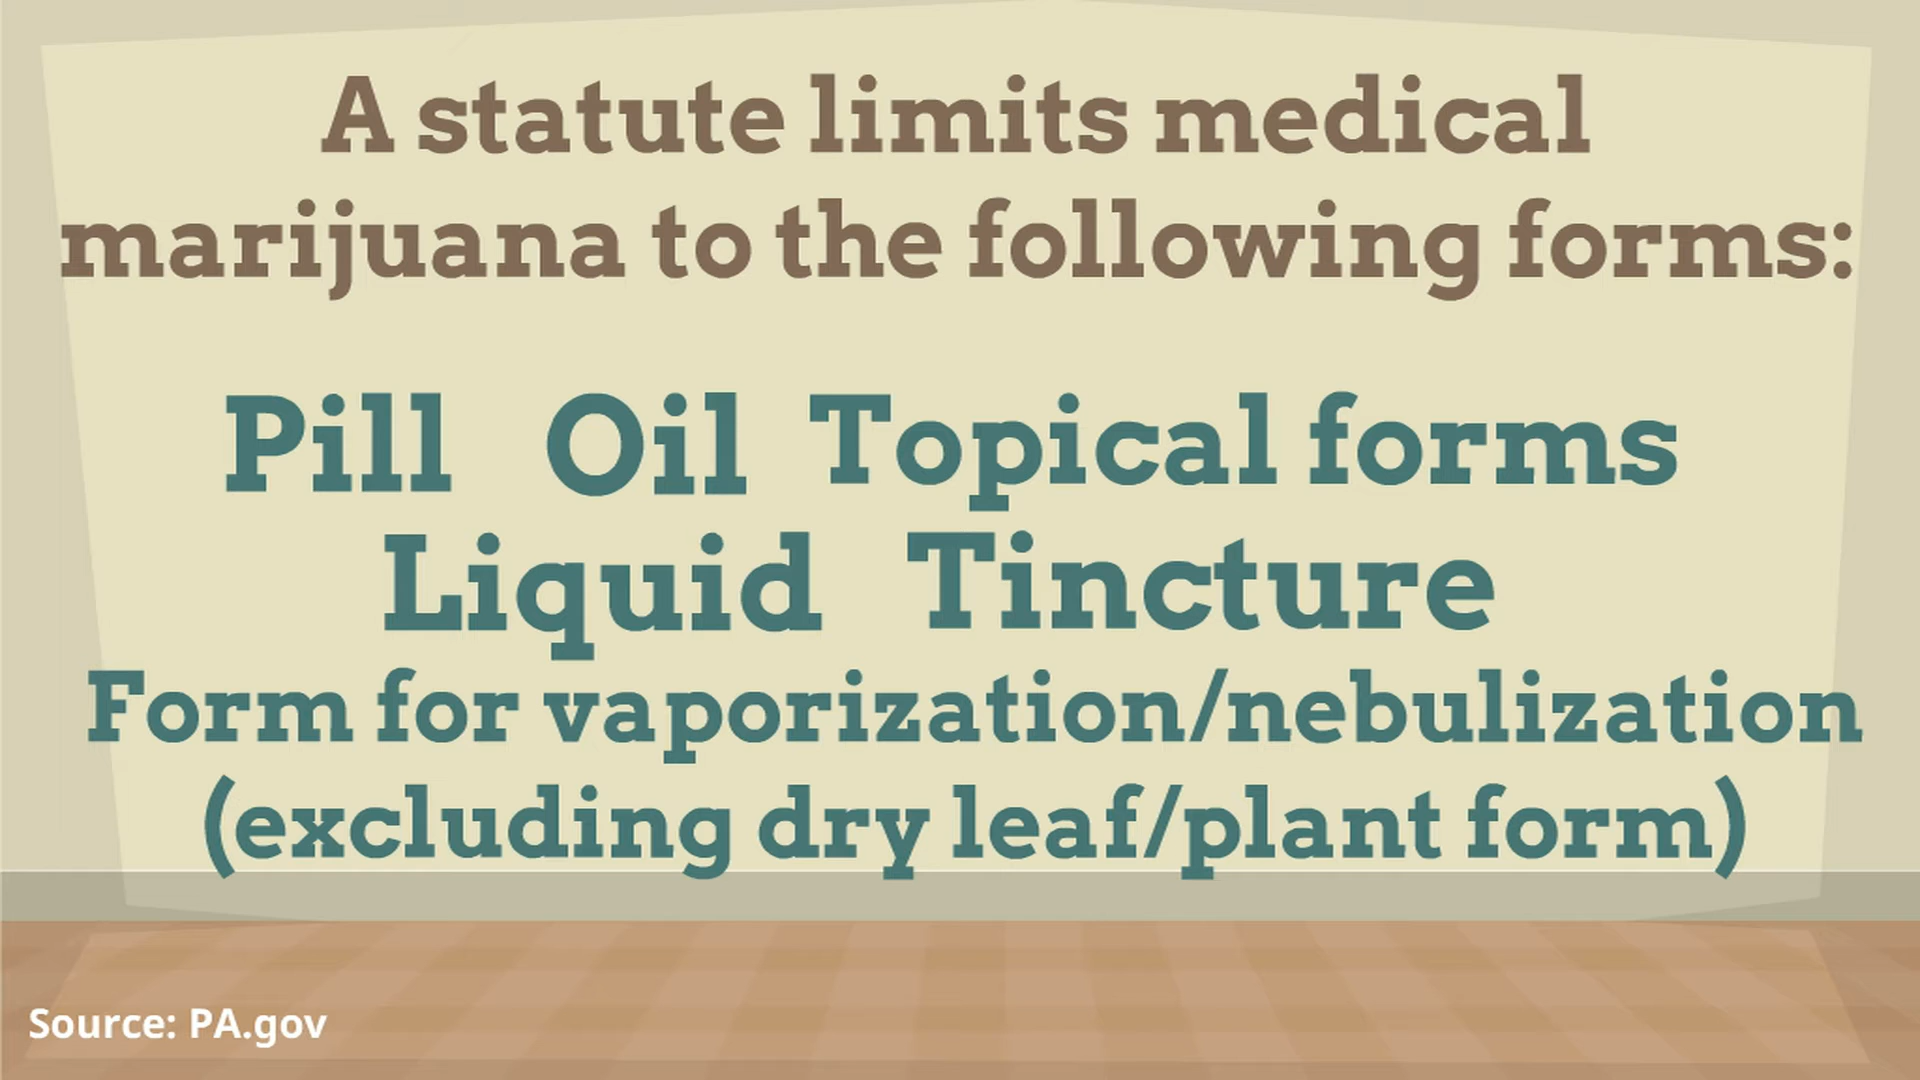 A statute limits medical
marijuana to the following forms:
Pill Oil Topical forms
Liquid Tincture
Form for vaporization/nebulization
(excluding dry leaf/plant form)
Source: PA.gov